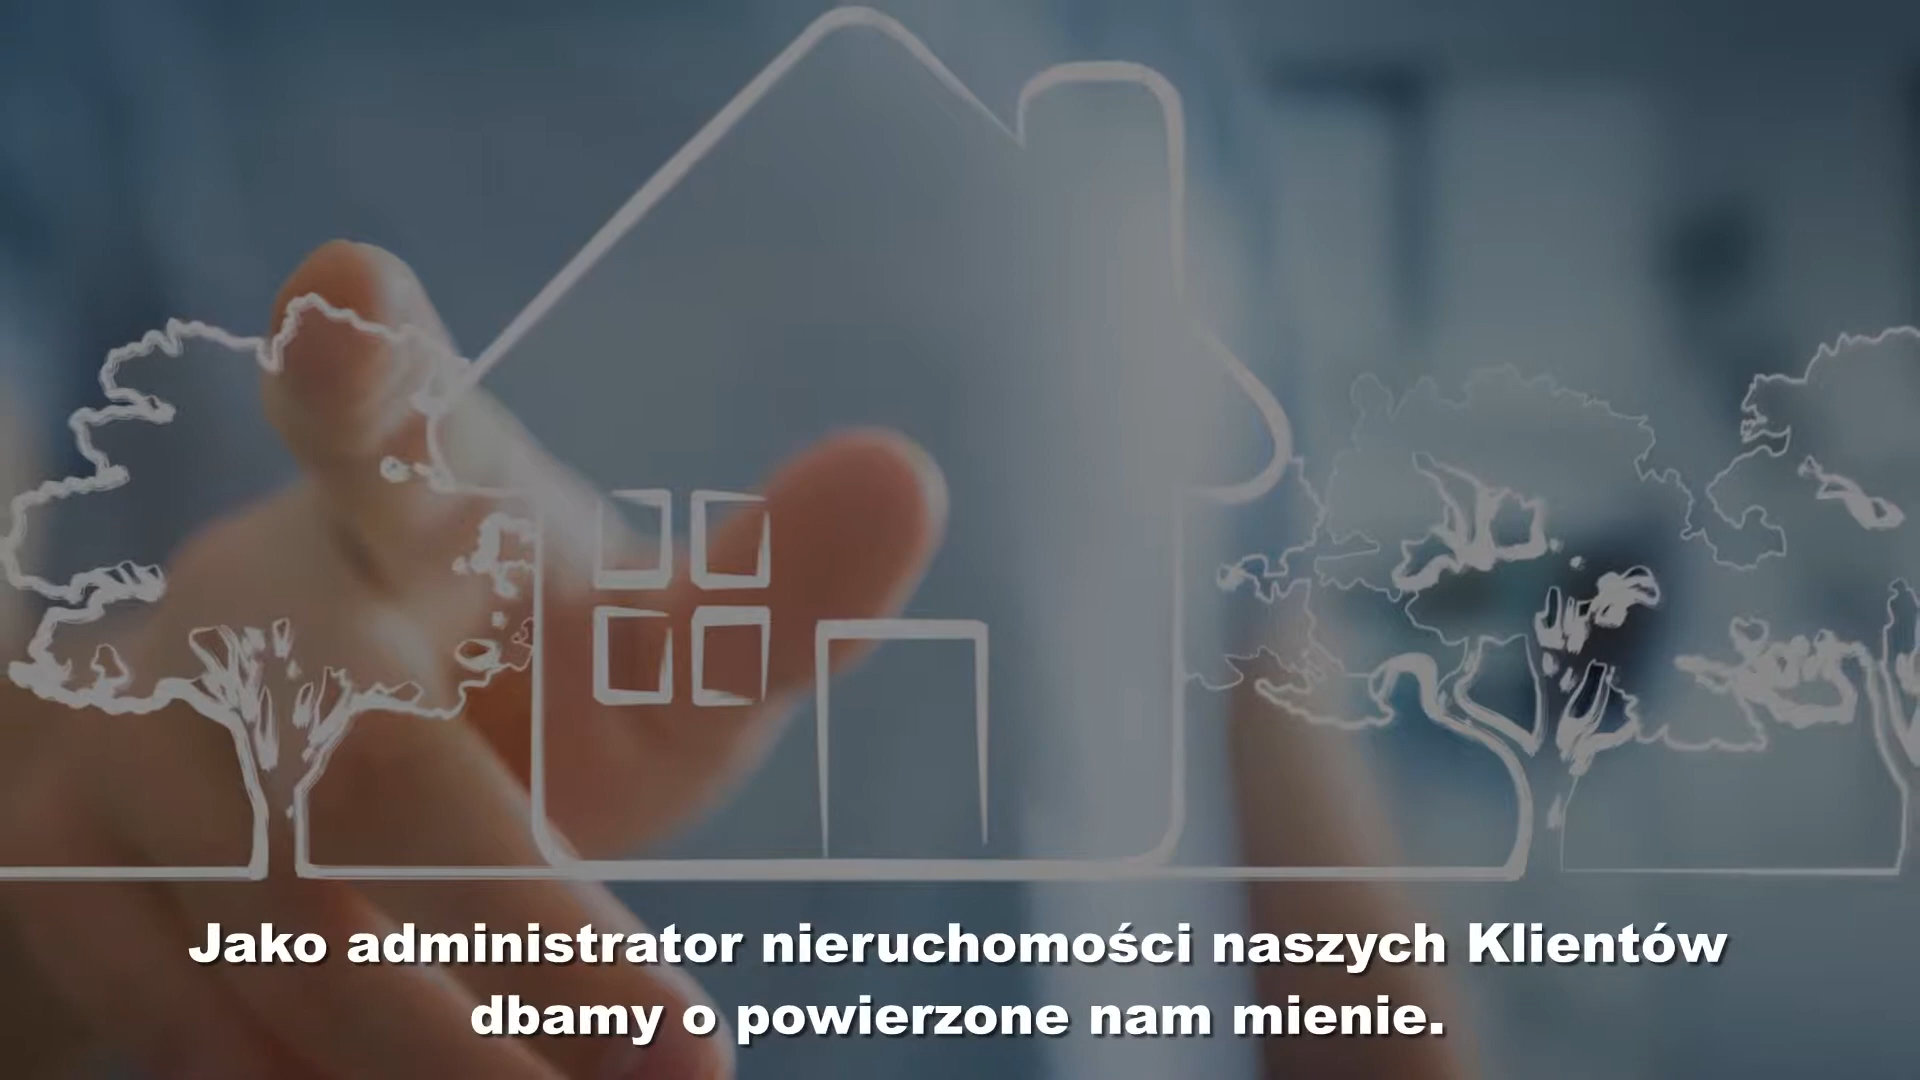 Jako administrator nieruchomości naszych Klientów
dbamy o powierzone nam mienie.